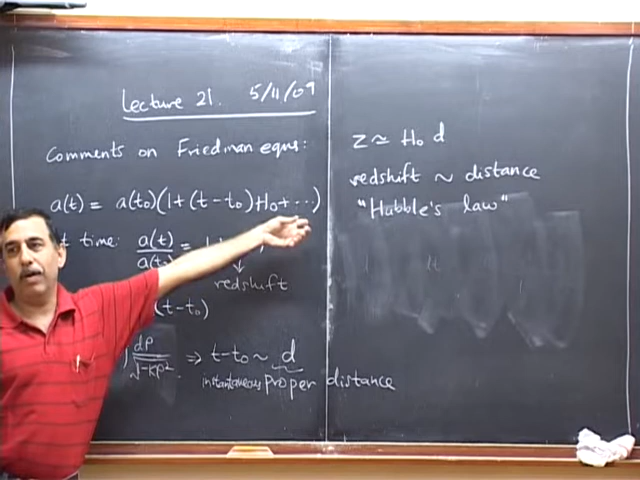 Lecture 21. 5/11/09
Comments on Friedman equs:
a(t) = a(t₀)(1+(t-t₀)H₀+⋯)
time: a(t)/a(t₀) =
redshift
(t-t₀)
dρ/√1-kρ² ⇒ t-t₀ ~ d
instantaneous proper distance
z ≃ H₀ d
redshift ~ distance
"Hubble's law"